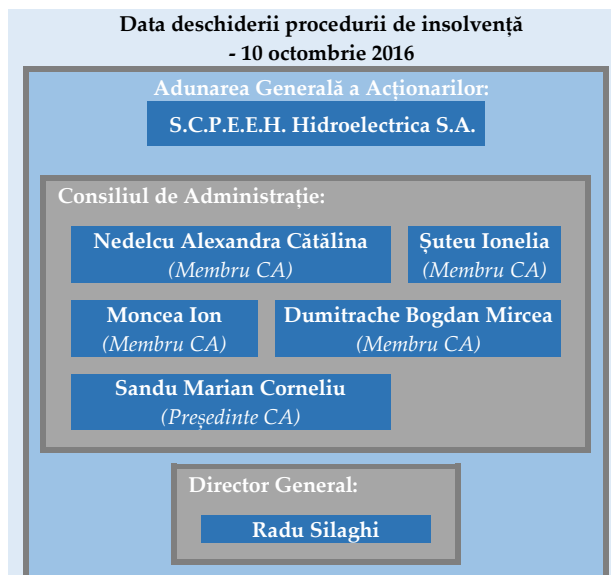 Data deschiderii procedurii de insolvență
- 10 octombrie 2016
Adunarea Generală a Acționarilor:
S.C.P.E.E.H. Hidroelectrica S.A.
Consiliul de Administrație:
Nedelcu Alexandra Cătălina
(Membru CA)
Șuteu Ionelia
(Membru CA)
Moncea Ion
(Membru CA)
Dumitrache Bogdan Mircea
(Membru CA)
Sandu Marian Corneliu
(Președinte CA)
Director General:
Radu Silaghi